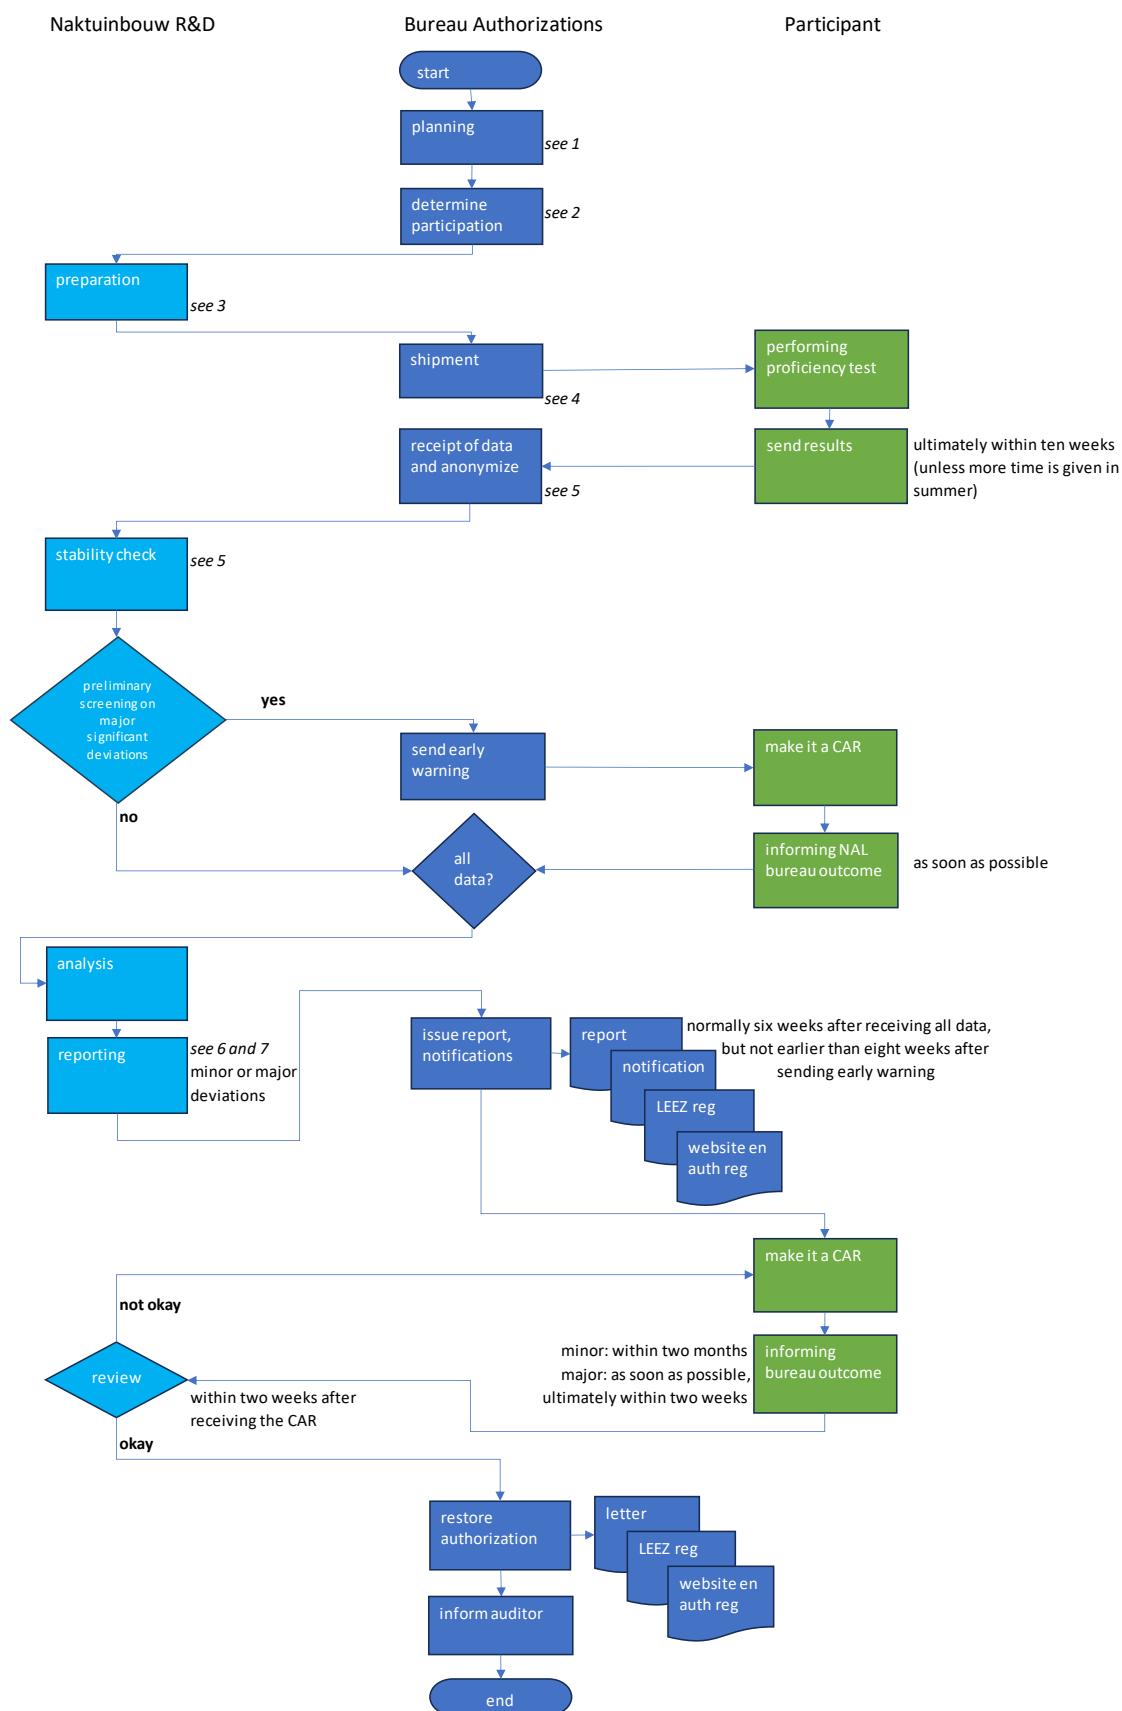 Naktuinbouw R&D
Bureau Authorizations
Participant
start
planning
see 1
determine
participation
see 2
preparation
see 3
shipment
see 4
performing
proficiency test
receipt of data
and anonymize
see 5
send results
ultimately within ten weeks
(unless more time is given in
summer)
stability check
see 5
preliminary
screening on
major
significant
deviations
yes
no
send early
warning
make it a CAR
all
data?
informing NAL
bureau outcome
as soon as possible
analysis
reporting
see 6 and 7
minor or major
deviations
issue report,
notifications
report
notification
LEEZ reg
website en
auth reg
normally six weeks after receiving all data,
but not earlier than eight weeks after
sending early warning
make it a CAR
not okay
minor: within two months
major: as soon as possible,
ultimately within two weeks
informing
bureau outcome
review
within two weeks after
receiving the CAR
okay
restore
authorization
letter
LEEZ reg
website en
auth reg
inform auditor
end